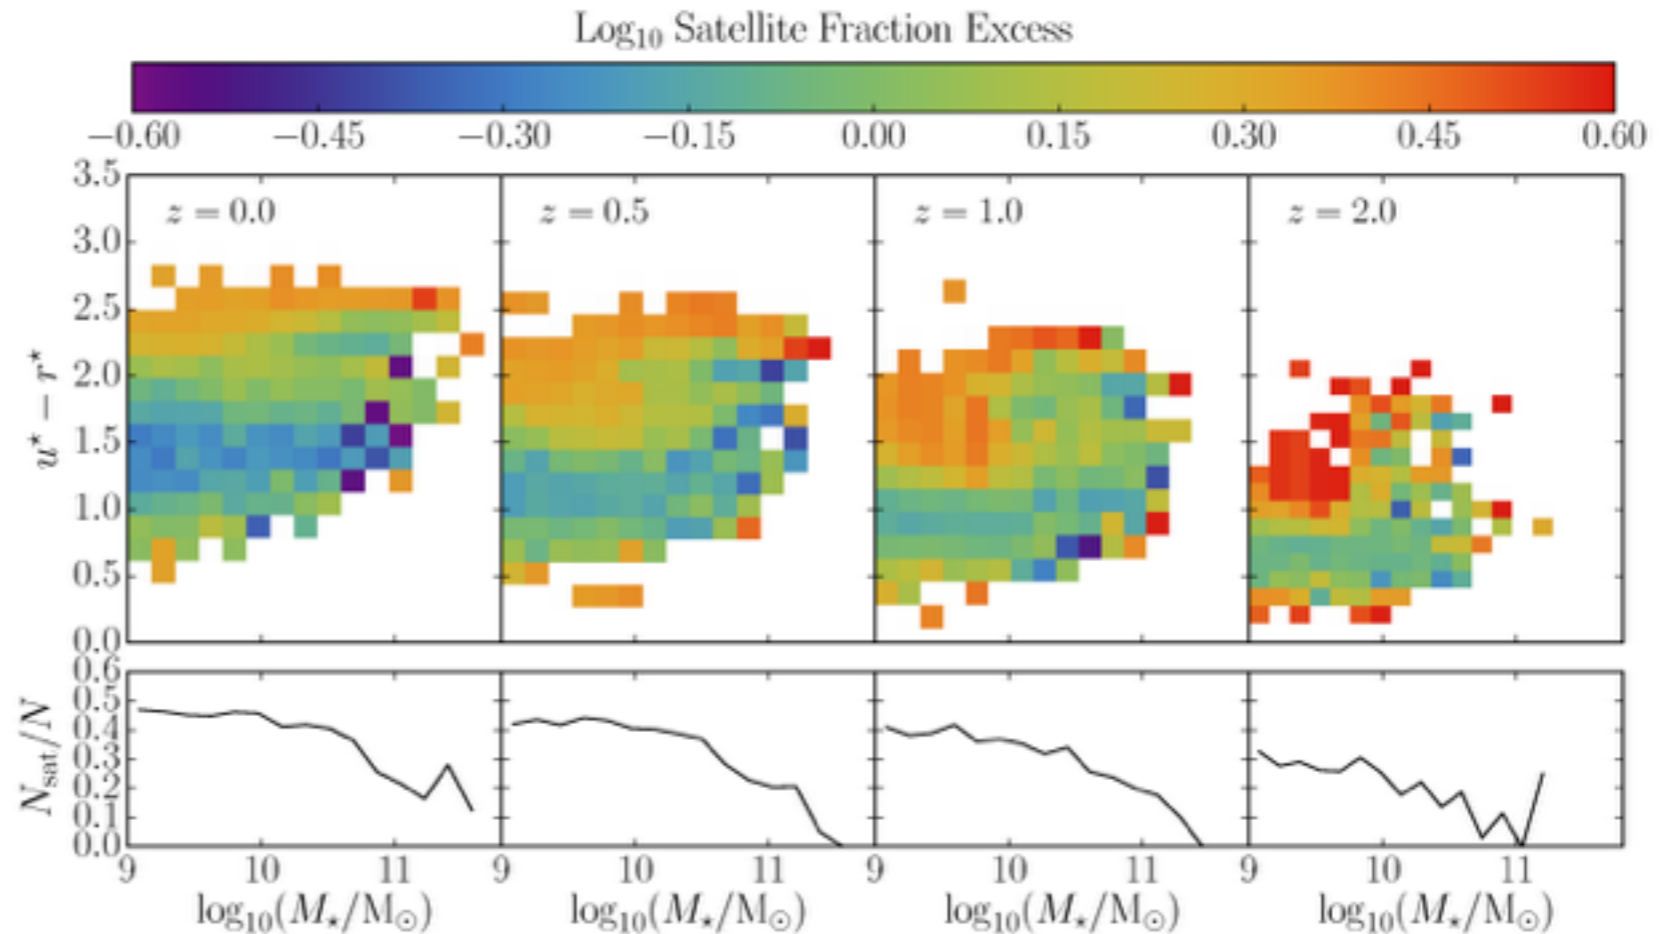 Log₁₀ Satellite Fraction Excess
−0.60 −0.45 −0.30 −0.15 0.00 0.15 0.30 0.45 0.60
z = 0.0 z = 0.5 z = 1.0 z = 2.0
3.5
3.0
2.5
2.0
1.5
1.0
0.5
0.0
u* − r*
0.6
0.5
0.4
0.3
0.2
0.1
0.0
N_sat/N
9 10 11 9 10 11 9 10 11 9 10 11
log₁₀(M⋆/M⊙) log₁₀(M⋆/M⊙) log₁₀(M⋆/M⊙) log₁₀(M⋆/M⊙)